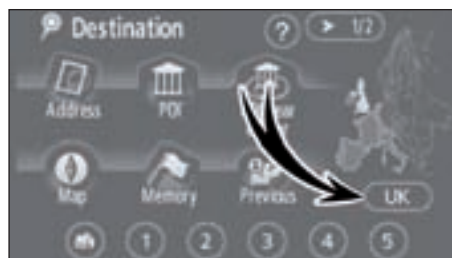 Destination
?
1/2
Address POI
Map Memory Previous UK
1 2 3 4 5